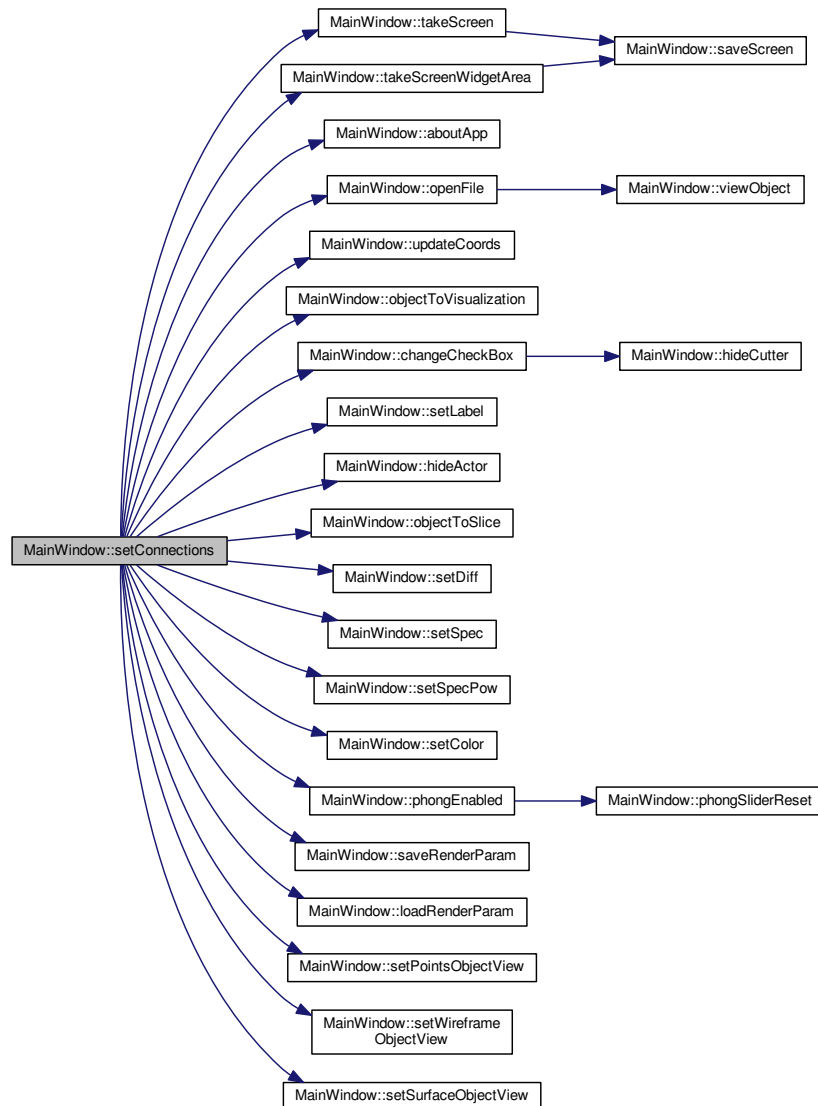 MainWindow::takeScreen
MainWindow::saveScreen
MainWindow::takeScreenWidgetArea
MainWindow::aboutApp
MainWindow::openFile
MainWindow::viewObject
MainWindow::updateCoords
MainWindow::objectToVisualization
MainWindow::changeCheckBox
MainWindow::hideCutter
MainWindow::setLabel
MainWindow::hideActor
MainWindow::objectToSlice
MainWindow::setConnections
MainWindow::setDiff
MainWindow::setSpec
MainWindow::setSpecPow
MainWindow::setColor
MainWindow::phongEnabled
MainWindow::phongSliderReset
MainWindow::saveRenderParam
MainWindow::loadRenderParam
MainWindow::setPointsObjectView
MainWindow::setWireframe
ObjectView
MainWindow::setSurfaceObjectView